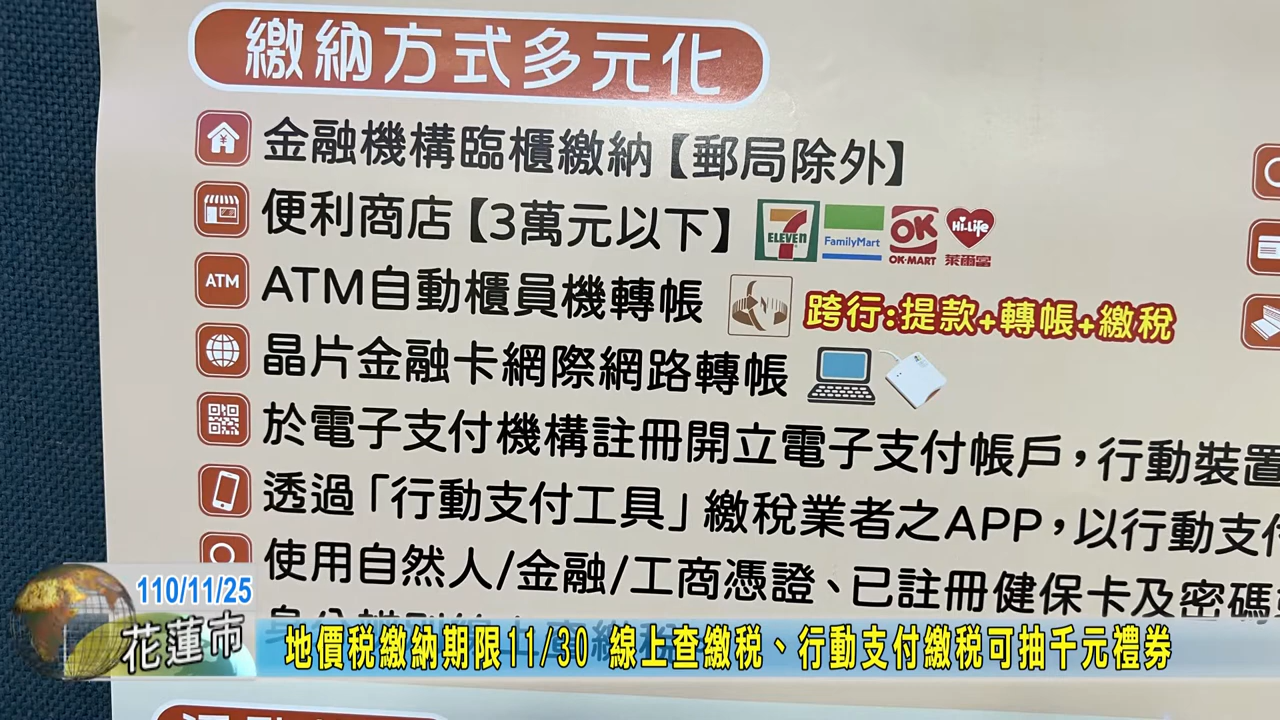 繳納方式多元化
金融機構臨櫃繳納【郵局除外】
便利商店【3萬元以下】
7 ELEVEn
FamilyMart
OK
OK·MART
Hi-Life
萊爾富
ATM
ATM自動櫃員機轉帳
跨行:提款+轉帳+繳稅
晶片金融卡網際網路轉帳
於電子支付機構註冊開立電子支付帳戶,行動裝置
透過「行動支付工具」繳稅業者之APP,以行動支付
使用自然人/金融/工商憑證、已註冊健保卡及密碼
110/11/25
花蓮市
地價稅繳納期限11/30 線上查繳稅、行動支付繳稅可抽千元禮券